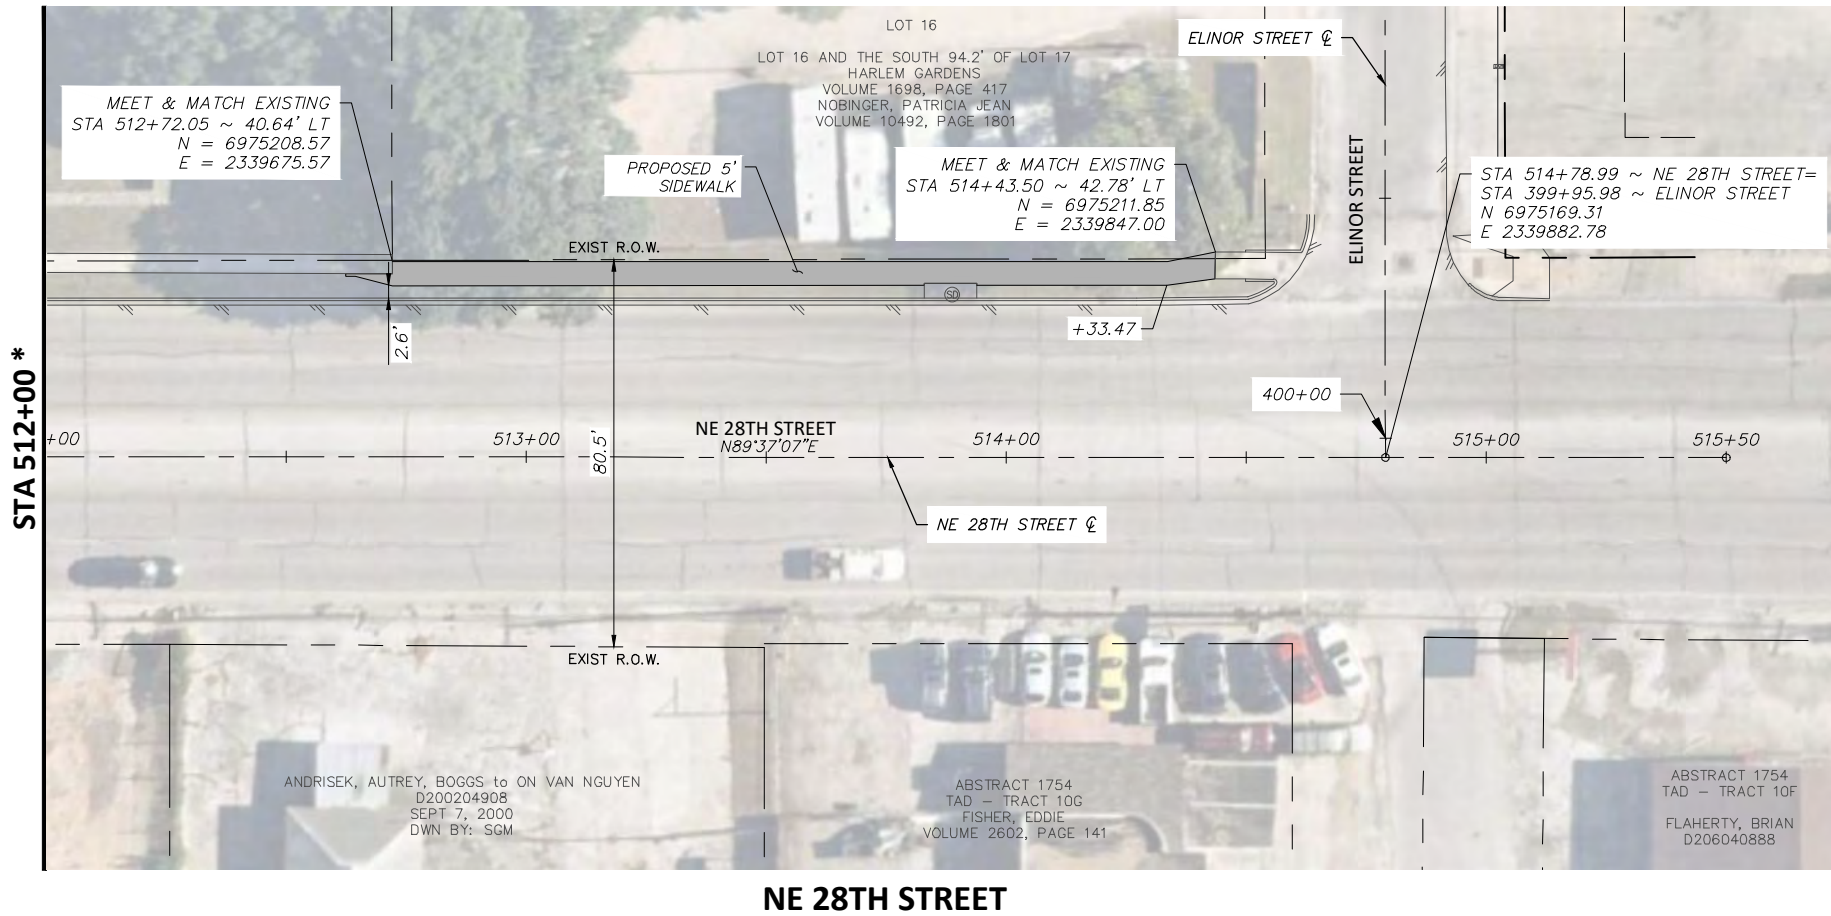 LOT 16
LOT 16 AND THE SOUTH 94.2' OF LOT 17
HARLEM GARDENS
VOLUME 1698, PAGE 417
NOBINGER, PATRICIA JEAN
VOLUME 10492, PAGE 1801
ELINOR STREET ℄
MEET & MATCH EXISTING
STA 512+72.05 ~ 40.64' LT
N = 6975208.57
E = 2339675.57
PROPOSED 5'
SIDEWALK
MEET & MATCH EXISTING
STA 514+43.50 ~ 42.78' LT
N = 6975211.85
E = 2339847.00
ELINOR STREET
STA 514+78.99 ~ NE 28TH STREET=
STA 399+95.98 ~ ELINOR STREET
N 6975169.31
E 2339882.78
EXIST R.O.W.
SD
2.6'
+33.47
STA 512+00 *
400+00
+00
513+00
80.5'
NE 28TH STREET
N89°37'07"E
514+00
515+00
515+50
NE 28TH STREET ℄
EXIST R.O.W.
ANDRISEK, AUTREY, BOGGS to ON VAN NGUYEN
D200204908
SEPT 7, 2000
DWN BY: SGM
ABSTRACT 1754
TAD - TRACT 10G
FISHER, EDDIE
VOLUME 2602, PAGE 141
ABSTRACT 1754
TAD - TRACT 10F
FLAHERTY, BRIAN
D206040888
NE 28TH STREET